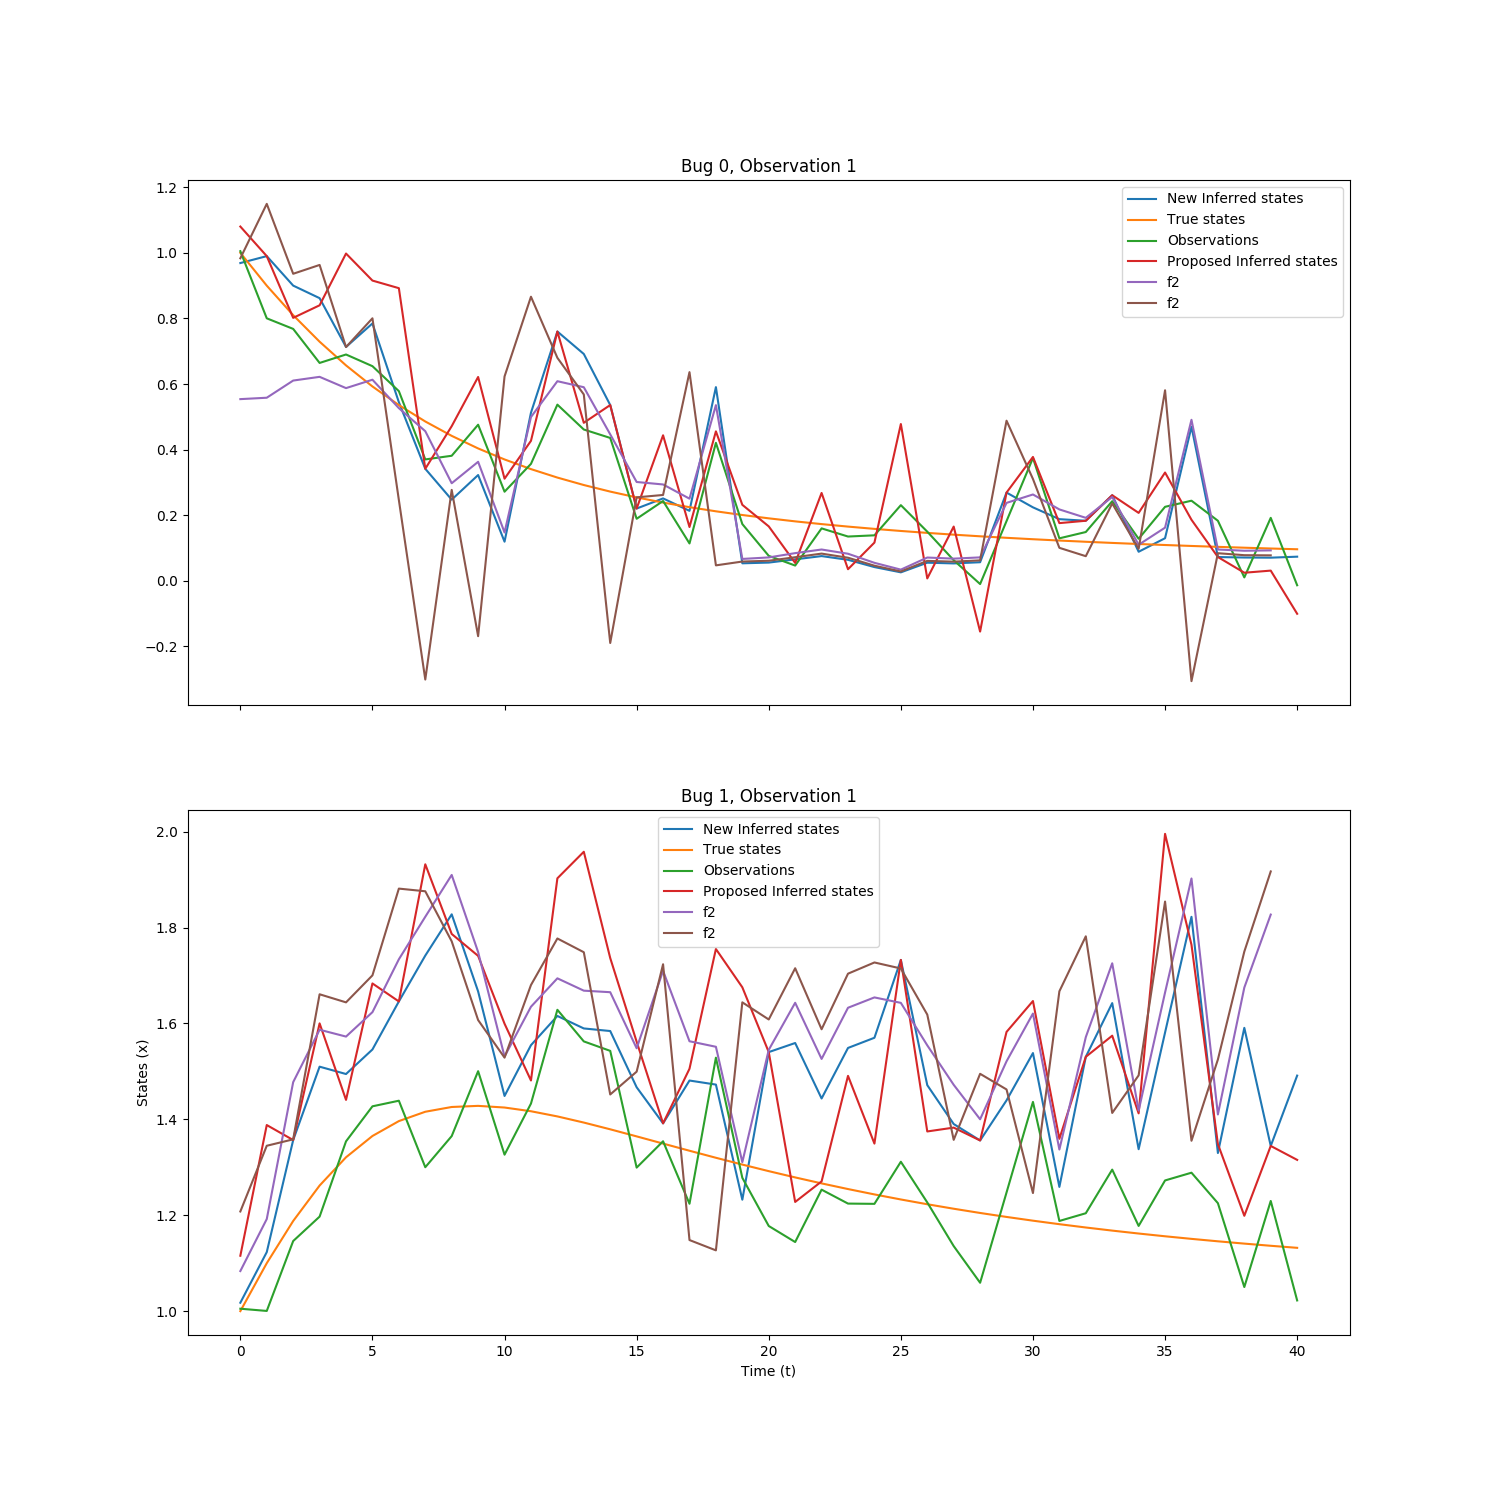 Bug 0, Observation 1
1.2
1.0
0.8
0.6
0.4
0.2
0.0
−0.2
New Inferred states
True states
Observations
Proposed Inferred states
f2
f2
Bug 1, Observation 1
2.0
1.8
1.6
1.4
1.2
1.0
States (x)
New Inferred states
True states
Observations
Proposed Inferred states
f2
f2
0 5 10 15 20 25 30 35 40
Time (t)